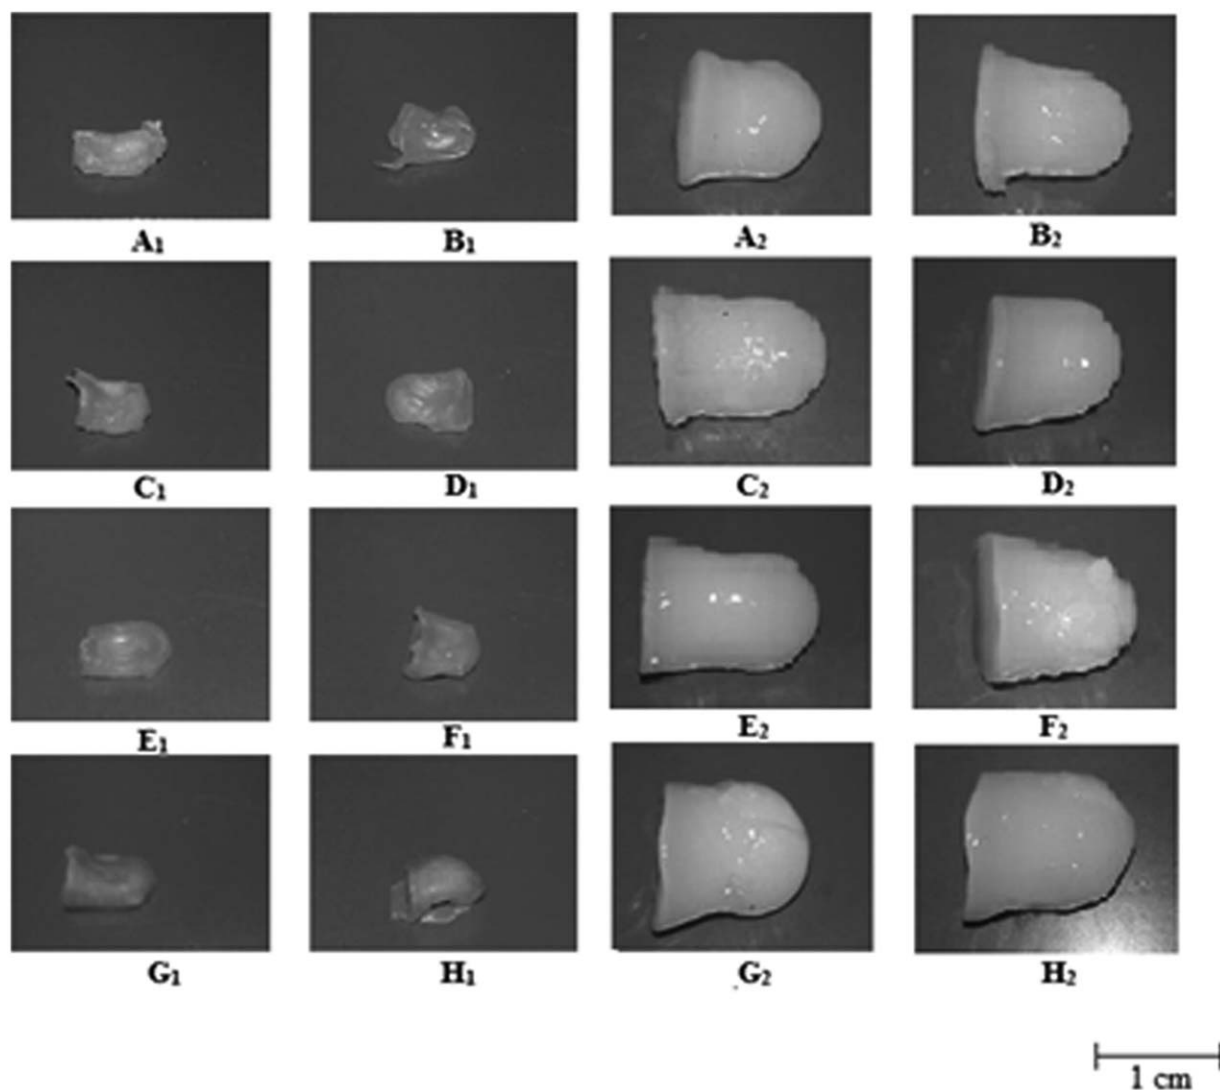 A₁ B₁ A₂ B₂
C₁ D₁ C₂ D₂
E₁ F₁ E₂ F₂
G₁ H₁ G₂ H₂
1 cm